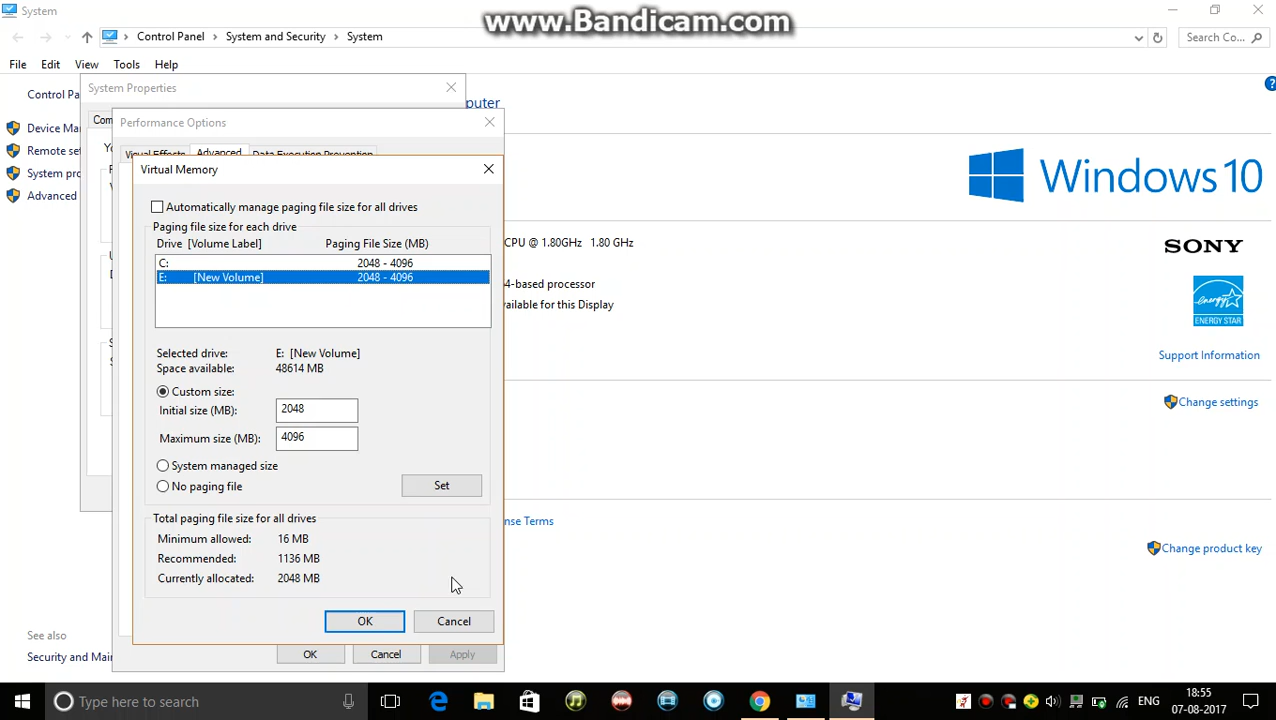 System
www.Bandicam.com
Control Panel > System and Security > System
Search Co...
File Edit View Tools Help
Control Pa
System Properties
puter
Com
Performance Options
Device Ma
Visual Effects Advanced Data Execution Prevention
Remote set
Virtual Memory
System pro
Windows 10
Advanced
Automatically manage paging file size for all drives
Paging file size for each drive
Drive [Volume Label] Paging File Size (MB)
CPU @ 1.80GHz 1.80 GHz
SONY
C: 2048 - 4096
E: [New Volume] 2048 - 4096
4-based processor
vailable for this Display
ENERGY STAR
Selected drive: E: [New Volume]
Support Information
Space available: 48614 MB
Custom size:
Change settings
Initial size (MB): 2048
Maximum size (MB): 4096
System managed size
No paging file
Set
Total paging file size for all drives
nse Terms
Minimum allowed: 16 MB
Change product key
Recommended: 1136 MB
Currently allocated: 2048 MB
OK Cancel
See also
Security and Mai
OK Cancel Apply
Type here to search
ENG
18:55
07-08-2017